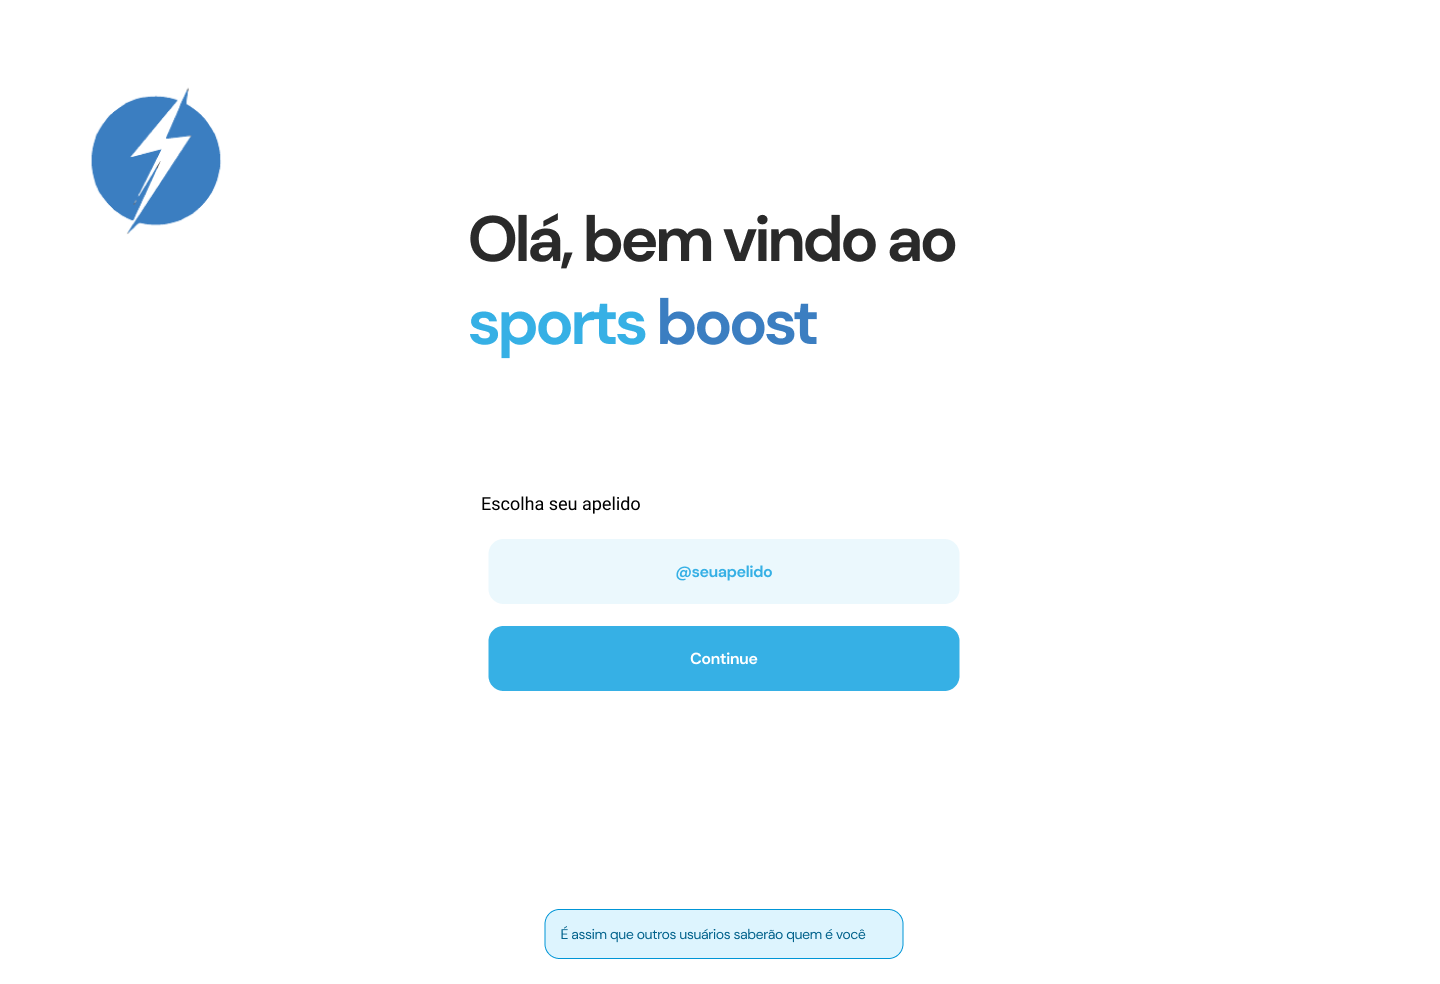 Olá, bem vindo ao
sports boost
Escolha seu apelido
@seuapelido
Continue
É assim que outros usuários saberão quem é você